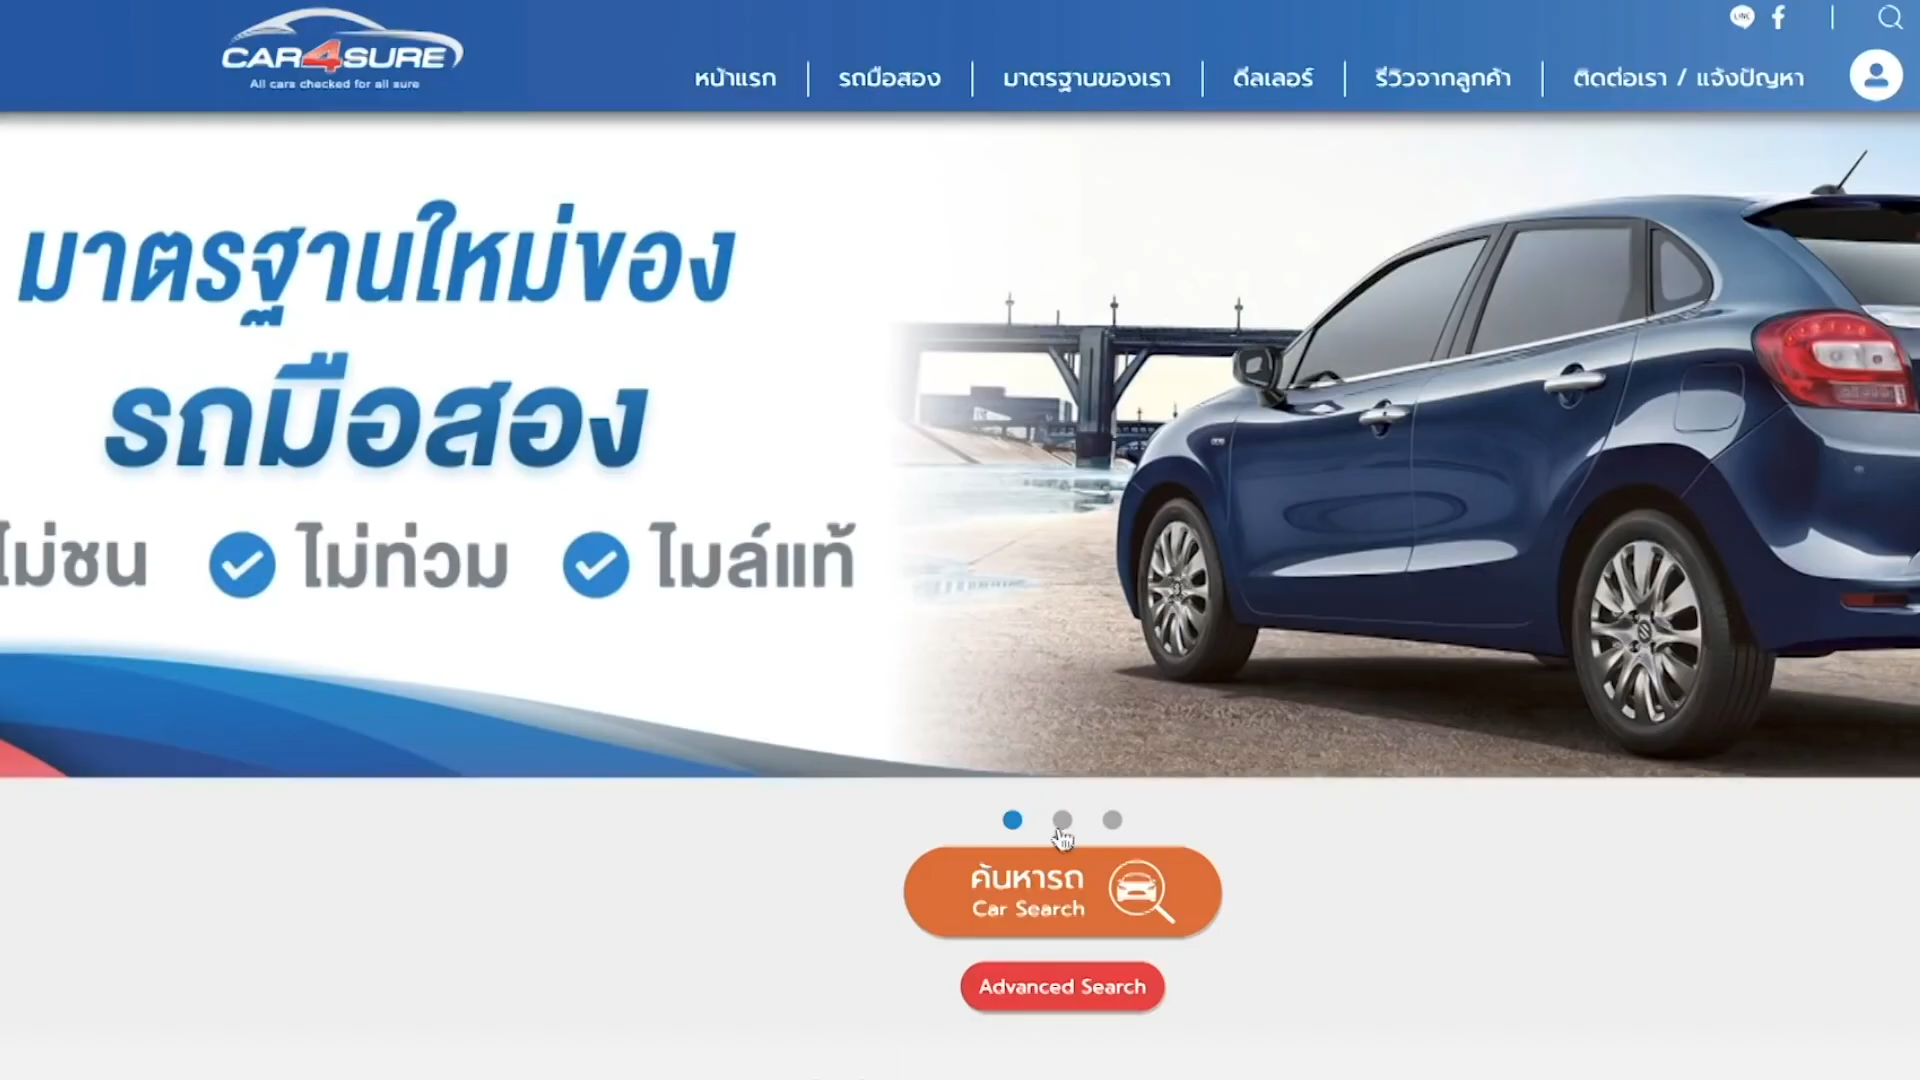 CAR4SURE
All cars checked for all sure
LINE
หน้าแรก
รถมือสอง
มาตรฐานของเรา
ดีลเลอร์
รีวิวจากลูกค้า
ติดต่อเรา / แจ้งปัญหา
มาตรฐานใหม่ของ
รถมือสอง
ไม่ชน ไม่ท่วม ไมล์แท้
ค้นหารถ
Car Search
Advanced Search